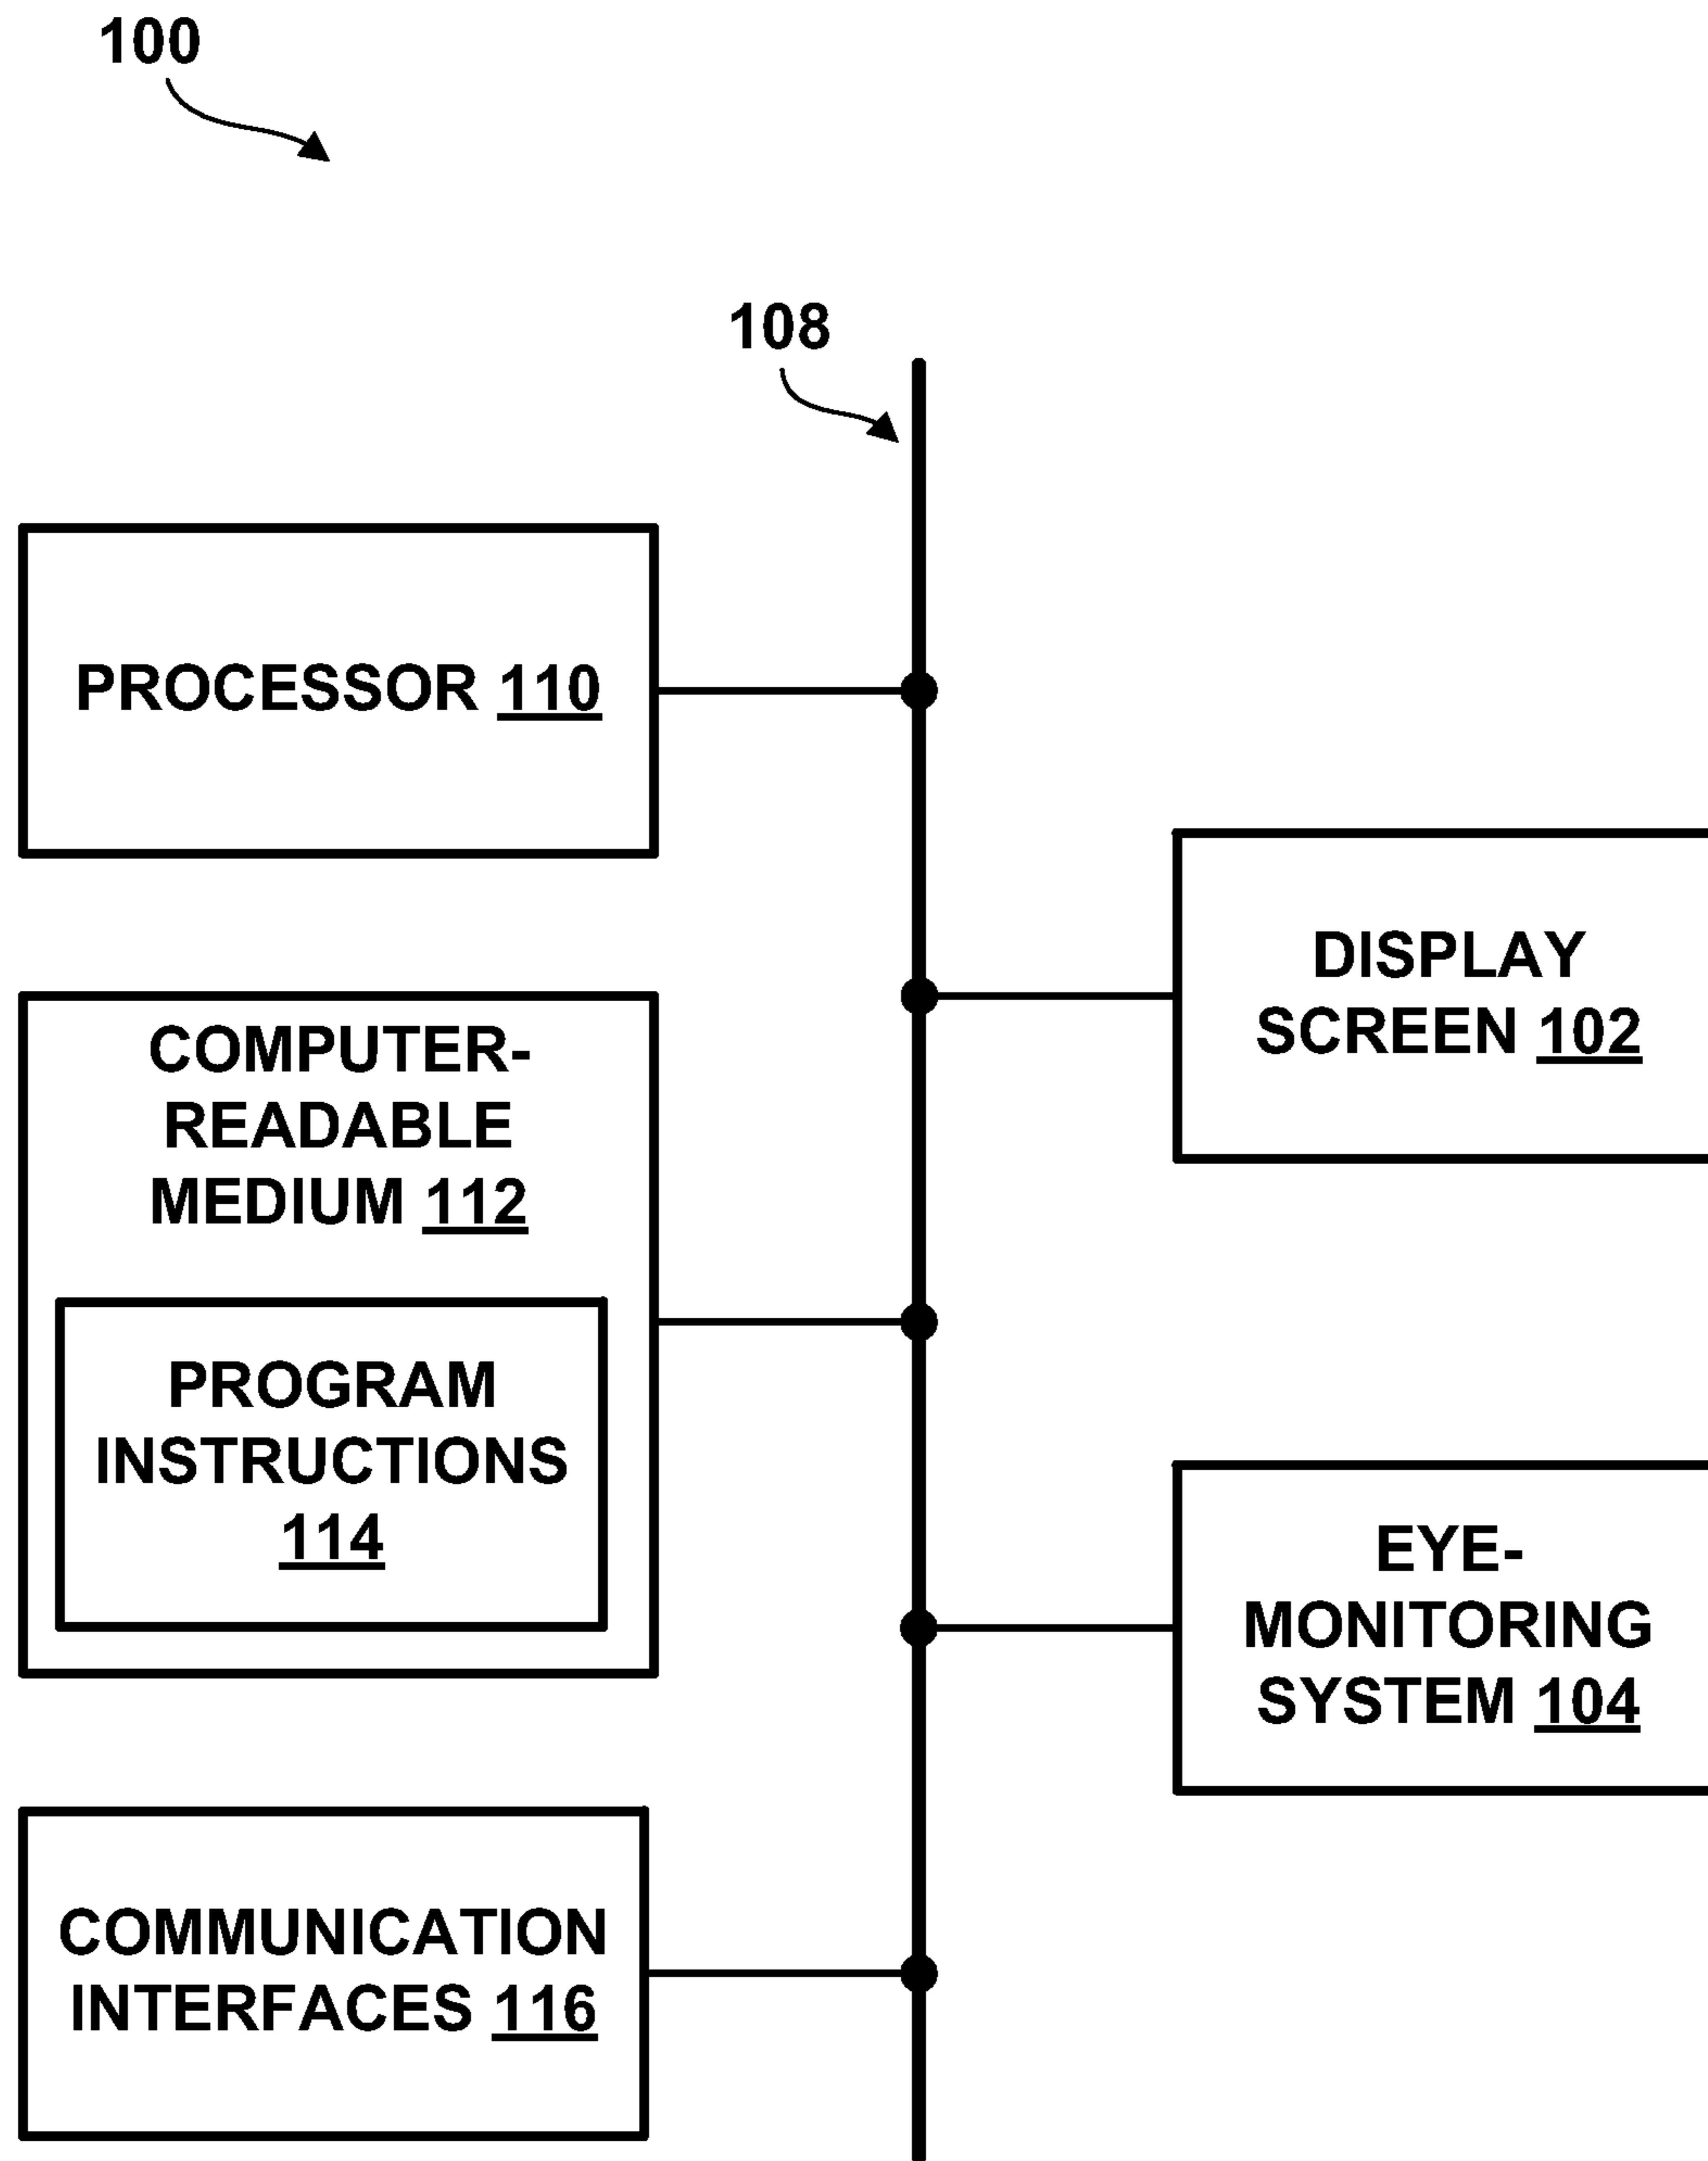 100
108
PROCESSOR 110
DISPLAY
SCREEN 102
COMPUTER-
READABLE
MEDIUM 112
PROGRAM
INSTRUCTIONS
114
EYE-
MONITORING
SYSTEM 104
COMMUNICATION
INTERFACES 116